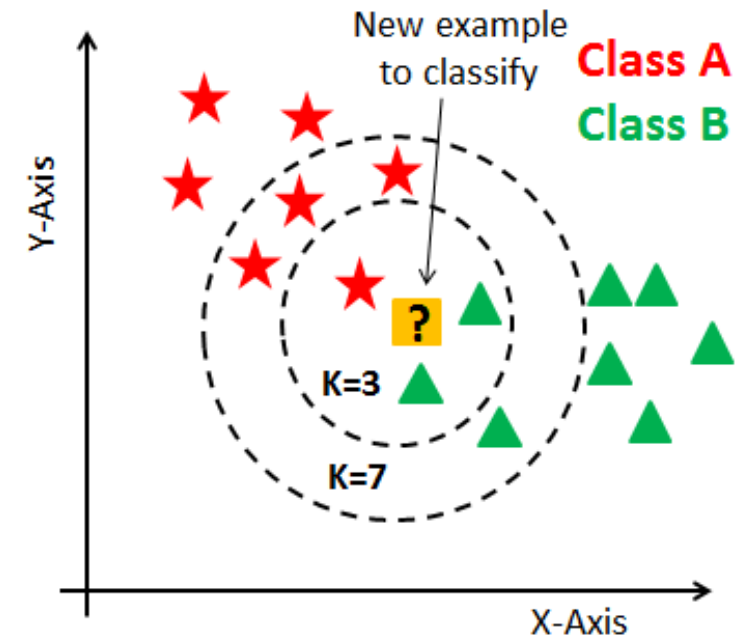 New example
to classify
Class A
Class B
Y-Axis
?
K=3
K=7
X-Axis